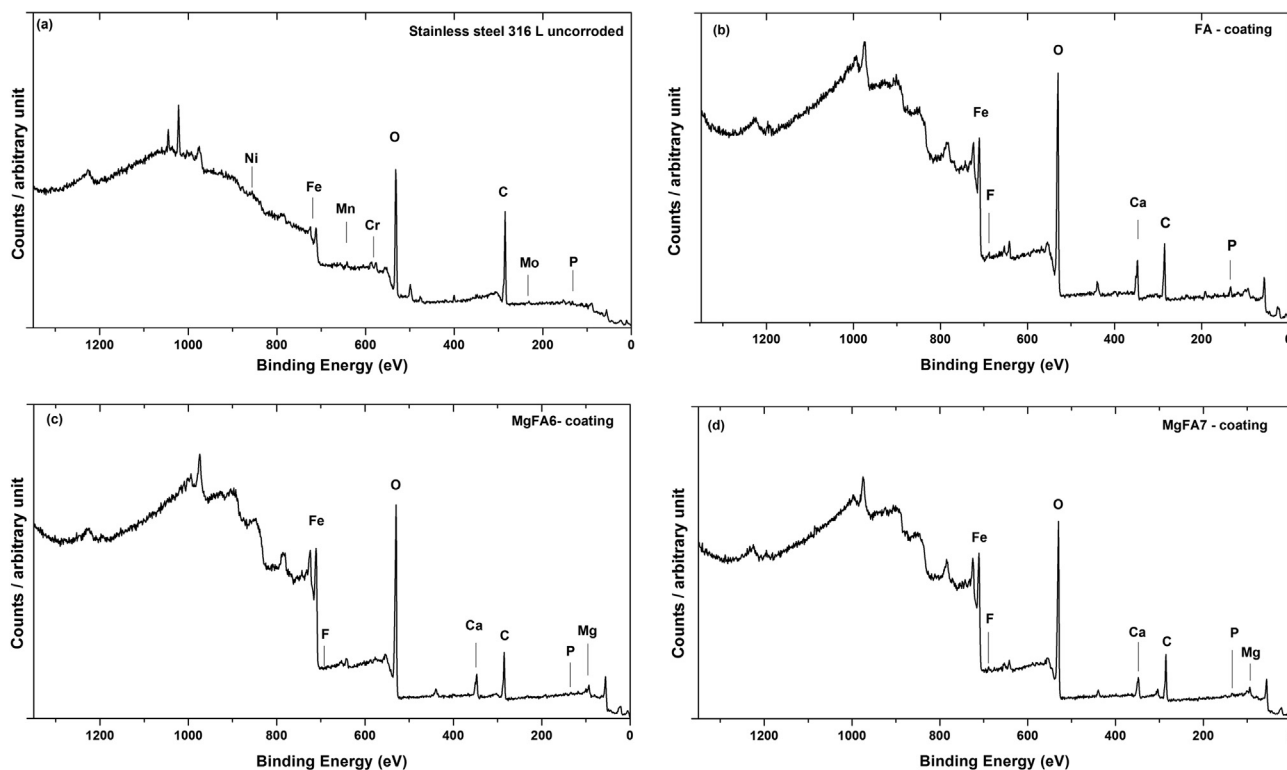 (a)
Stainless steel 316 L uncorroded
Counts / arbitrary unit
Ni
Fe
Mn
Cr
O
C
Mo
P
1200
1000
800
600
400
200
0
Binding Energy (eV)
(b)
FA - coating
Counts / arbitrary unit
Fe
F
O
Ca
C
P
1200
1000
800
600
400
200
0
Binding Energy (eV)
(c)
MgFA6- coating
Counts / arbitrary unit
Fe
F
O
Ca
C
P
Mg
1200
1000
800
600
400
200
0
Binding Energy (eV)
(d)
MgFA7 - coating
Counts / arbitrary unit
Fe
F
O
Ca
C
P
Mg
1200
1000
800
600
400
200
0
Binding Energy (eV)